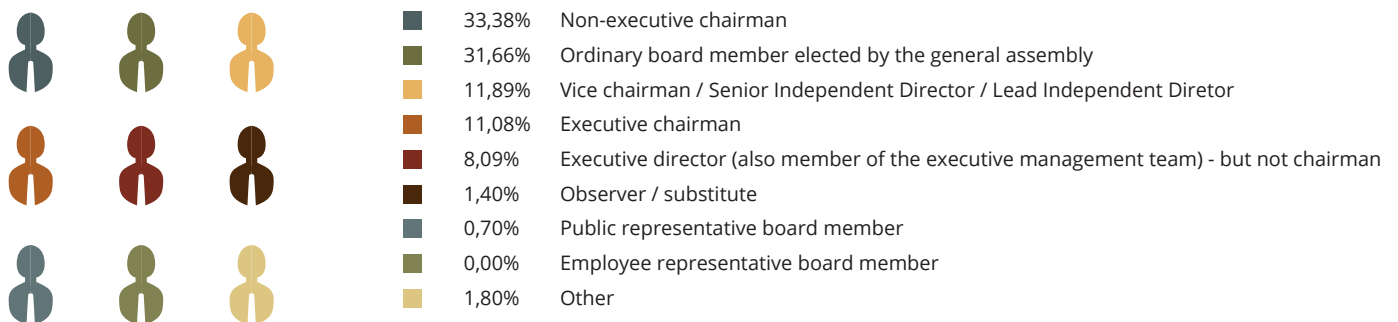 33,38% Non-executive chairman
31,66% Ordinary board member elected by the general assembly
11,89% Vice chairman / Senior Independent Director / Lead Independent Diretor
11,08% Executive chairman
8,09% Executive director (also member of the executive management team) - but not chairman
1,40% Observer / substitute
0,70% Public representative board member
0,00% Employee representative board member
1,80% Other